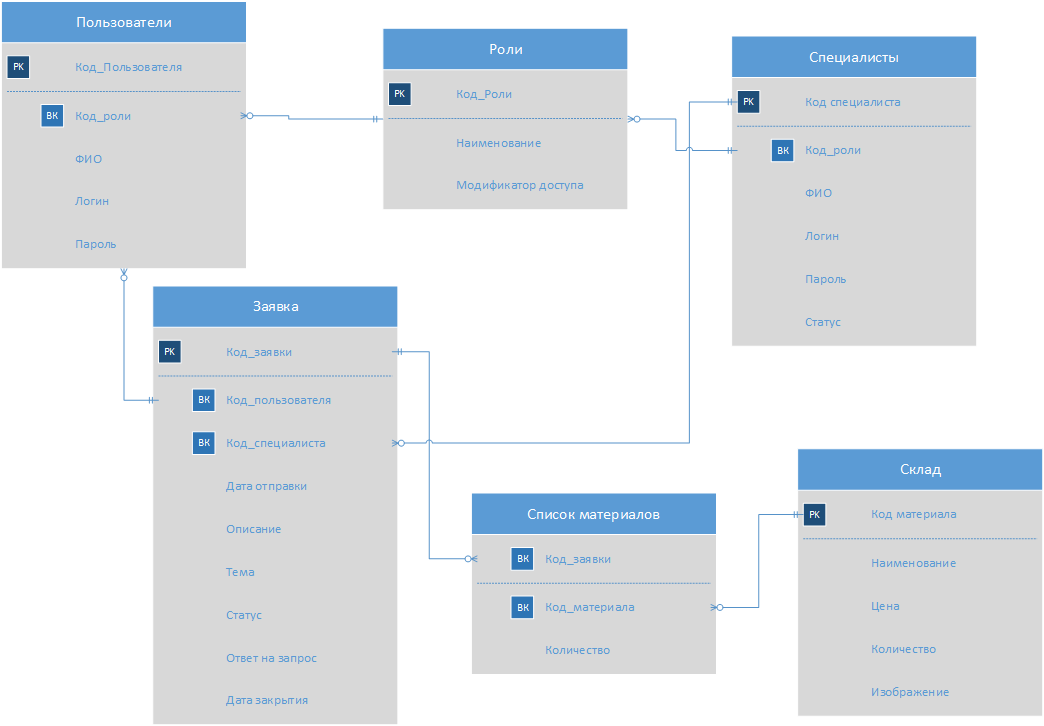 Пользователи
PK
Код_Пользователя
ВК
Код_роли
ФИО
Логин
Пароль
Роли
PK
Код_Роли
Наименование
Модификатор доступа
Специалисты
PK
Код специалиста
ВК
Код_роли
ФИО
Логин
Пароль
Статус
Заявка
PK
Код_заявки
ВК
Код_пользователя
ВК
Код_специалиста
Дата отправки
Описание
Тема
Статус
Ответ на запрос
Дата закрытия
Список материалов
ВК
Код_заявки
ВК
Код_материала
Количество
Склад
PK
Код материала
Наименование
Цена
Количество
Изображение